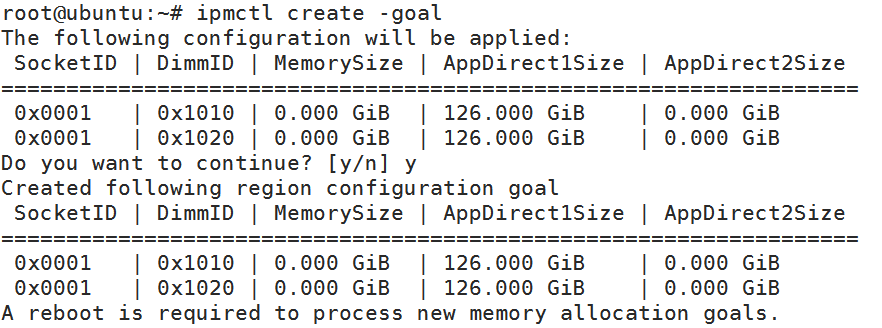 root@ubuntu:~# ipmctl create -goal
The following configuration will be applied:
 SocketID | DimmID | MemorySize | AppDirect1Size | AppDirect2Size
==================================================================
 0x0001   | 0x1010 | 0.000 GiB  | 126.000 GiB    | 0.000 GiB
 0x0001   | 0x1020 | 0.000 GiB  | 126.000 GiB    | 0.000 GiB
Do you want to continue? [y/n] y
Created following region configuration goal
 SocketID | DimmID | MemorySize | AppDirect1Size | AppDirect2Size
==================================================================
 0x0001   | 0x1010 | 0.000 GiB  | 126.000 GiB    | 0.000 GiB
 0x0001   | 0x1020 | 0.000 GiB  | 126.000 GiB    | 0.000 GiB
A reboot is required to process new memory allocation goals.